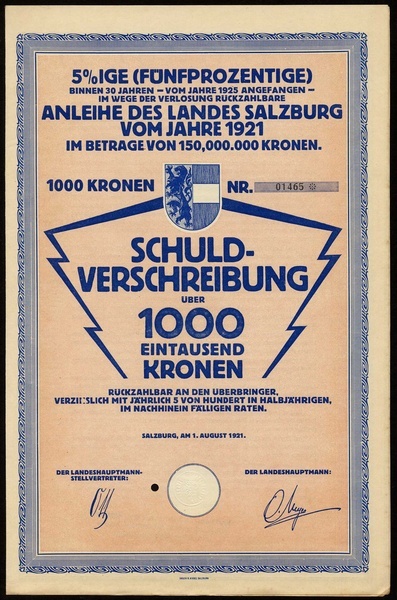 5%IGE (FÜNFPROZENTIGE)
BINNEN 30 JAHREN – VOM JAHRE 1925 ANGEFANGEN –
IM WEGE DER VERLOSUNG RÜCKZAHLBARE
ANLEIHE DES LANDES SALZBURG
VOM JAHRE 1921
IM BETRAGE VON 150,000.000 KRONEN.
1000 KRONEN NR. 01465 ※
SCHULD-
VERSCHREIBUNG
ÜBER
1000
EINTAUSEND
KRONEN
RÜCKZAHLBAR AN DEN ÜBERBRINGER,
VERZINSLICH MIT JÄHRLICH 5 VON HUNDERT IN HALBJÄHRIGEN,
IM NACHHINEIN FÄLLIGEN RATEN.
SALZBURG, AM 1. AUGUST 1921.
DER LANDESHAUPTMANN-
STELLVERTRETER:
DER LANDESHAUPTMANN: